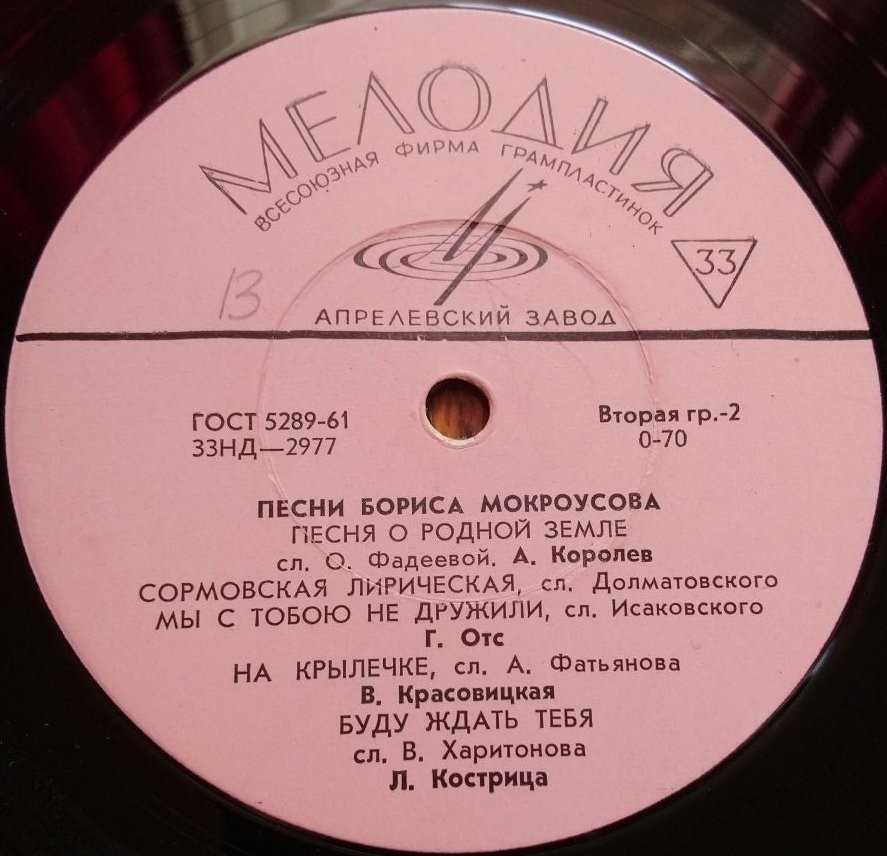 МЕЛОДИЯ
ВСЕСОЮЗНАЯ ФИРМА ГРАМПЛАСТИНОК
33
13
АПРЕЛЕВСКИЙ ЗАВОД
ГОСТ 5289-61
Вторая гр.-2
33НД—2977
0-70
ПЕСНИ БОРИСА МОКРОУСОВА
ПЕСНЯ О РОДНОЙ ЗЕМЛЕ
сл. О. Фадеевой. А. Королев
СОРМОВСКАЯ ЛИРИЧЕСКАЯ, сл. Долматовского
МЫ С ТОБОЮ НЕ ДРУЖИЛИ, сл. Исаковского
Г. Отс
НА КРЫЛЕЧКЕ, сл. А. Фатьянова
В. Красовицкая
БУДУ ЖДАТЬ ТЕБЯ
сл. В. Харитонова
Л. Кострица